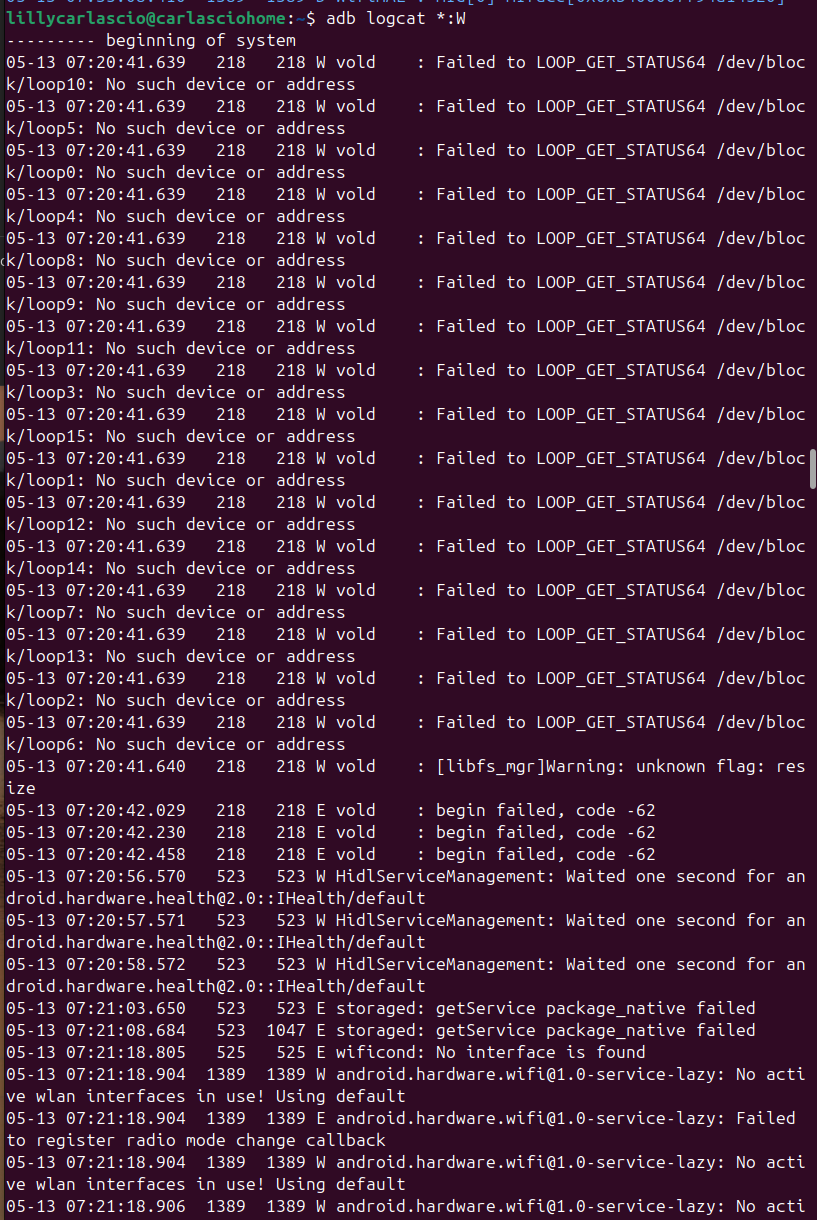 lillycarlascio@carlasciohome:~$ adb logcat *:W
--------- beginning of system
05-13 07:20:41.639   218   218 W vold    : Failed to LOOP_GET_STATUS64 /dev/bloc
k/loop10: No such device or address
05-13 07:20:41.639   218   218 W vold    : Failed to LOOP_GET_STATUS64 /dev/bloc
k/loop5: No such device or address
05-13 07:20:41.639   218   218 W vold    : Failed to LOOP_GET_STATUS64 /dev/bloc
k/loop0: No such device or address
05-13 07:20:41.639   218   218 W vold    : Failed to LOOP_GET_STATUS64 /dev/bloc
k/loop4: No such device or address
05-13 07:20:41.639   218   218 W vold    : Failed to LOOP_GET_STATUS64 /dev/bloc
k/loop8: No such device or address
05-13 07:20:41.639   218   218 W vold    : Failed to LOOP_GET_STATUS64 /dev/bloc
k/loop9: No such device or address
05-13 07:20:41.639   218   218 W vold    : Failed to LOOP_GET_STATUS64 /dev/bloc
k/loop11: No such device or address
05-13 07:20:41.639   218   218 W vold    : Failed to LOOP_GET_STATUS64 /dev/bloc
k/loop3: No such device or address
05-13 07:20:41.639   218   218 W vold    : Failed to LOOP_GET_STATUS64 /dev/bloc
k/loop15: No such device or address
05-13 07:20:41.639   218   218 W vold    : Failed to LOOP_GET_STATUS64 /dev/bloc
k/loop1: No such device or address
05-13 07:20:41.639   218   218 W vold    : Failed to LOOP_GET_STATUS64 /dev/bloc
k/loop12: No such device or address
05-13 07:20:41.639   218   218 W vold    : Failed to LOOP_GET_STATUS64 /dev/bloc
k/loop14: No such device or address
05-13 07:20:41.639   218   218 W vold    : Failed to LOOP_GET_STATUS64 /dev/bloc
k/loop7: No such device or address
05-13 07:20:41.639   218   218 W vold    : Failed to LOOP_GET_STATUS64 /dev/bloc
k/loop13: No such device or address
05-13 07:20:41.639   218   218 W vold    : Failed to LOOP_GET_STATUS64 /dev/bloc
k/loop2: No such device or address
05-13 07:20:41.639   218   218 W vold    : Failed to LOOP_GET_STATUS64 /dev/bloc
k/loop6: No such device or address
05-13 07:20:41.640   218   218 W vold    : [libfs_mgr]Warning: unknown flag: res
ize
05-13 07:20:42.029   218   218 E vold    : begin failed, code -62
05-13 07:20:42.230   218   218 E vold    : begin failed, code -62
05-13 07:20:42.458   218   218 E vold    : begin failed, code -62
05-13 07:20:56.570   523   523 W HidlServiceManagement: Waited one second for an
droid.hardware.health@2.0::IHealth/default
05-13 07:20:57.571   523   523 W HidlServiceManagement: Waited one second for an
droid.hardware.health@2.0::IHealth/default
05-13 07:20:58.572   523   523 W HidlServiceManagement: Waited one second for an
droid.hardware.health@2.0::IHealth/default
05-13 07:21:03.650   523   523 E storaged: getService package_native failed
05-13 07:21:08.684   523  1047 E storaged: getService package_native failed
05-13 07:21:18.805   525   525 E wificond: No interface is found
05-13 07:21:18.904  1389  1389 W android.hardware.wifi@1.0-service-lazy: No acti
ve wlan interfaces in use! Using default
05-13 07:21:18.904  1389  1389 E android.hardware.wifi@1.0-service-lazy: Failed
to register radio mode change callback
05-13 07:21:18.904  1389  1389 W android.hardware.wifi@1.0-service-lazy: No acti
ve wlan interfaces in use! Using default
05-13 07:21:18.906  1389  1389 W android.hardware.wifi@1.0-service-lazy: No acti